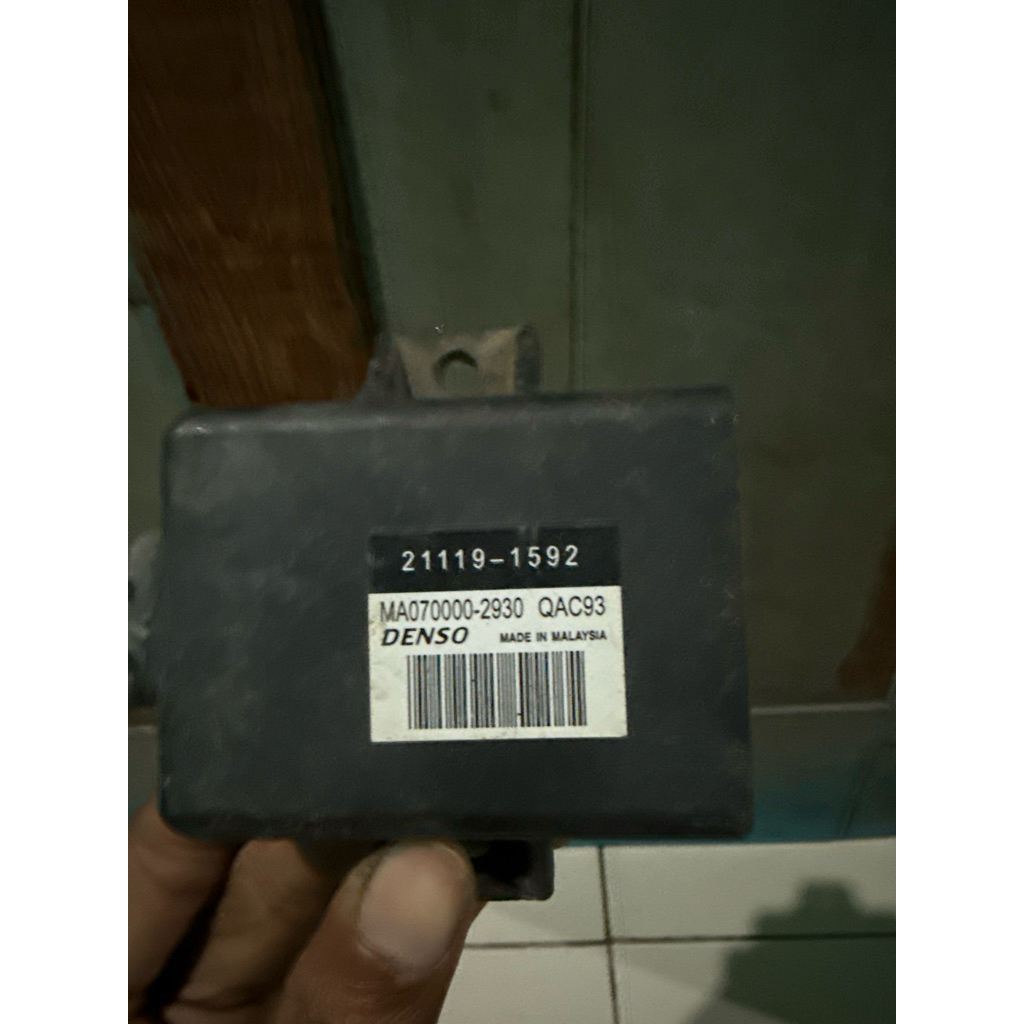 21119-1592
MA070000-2930 QAC93
DENSO MADE IN MALAYSIA